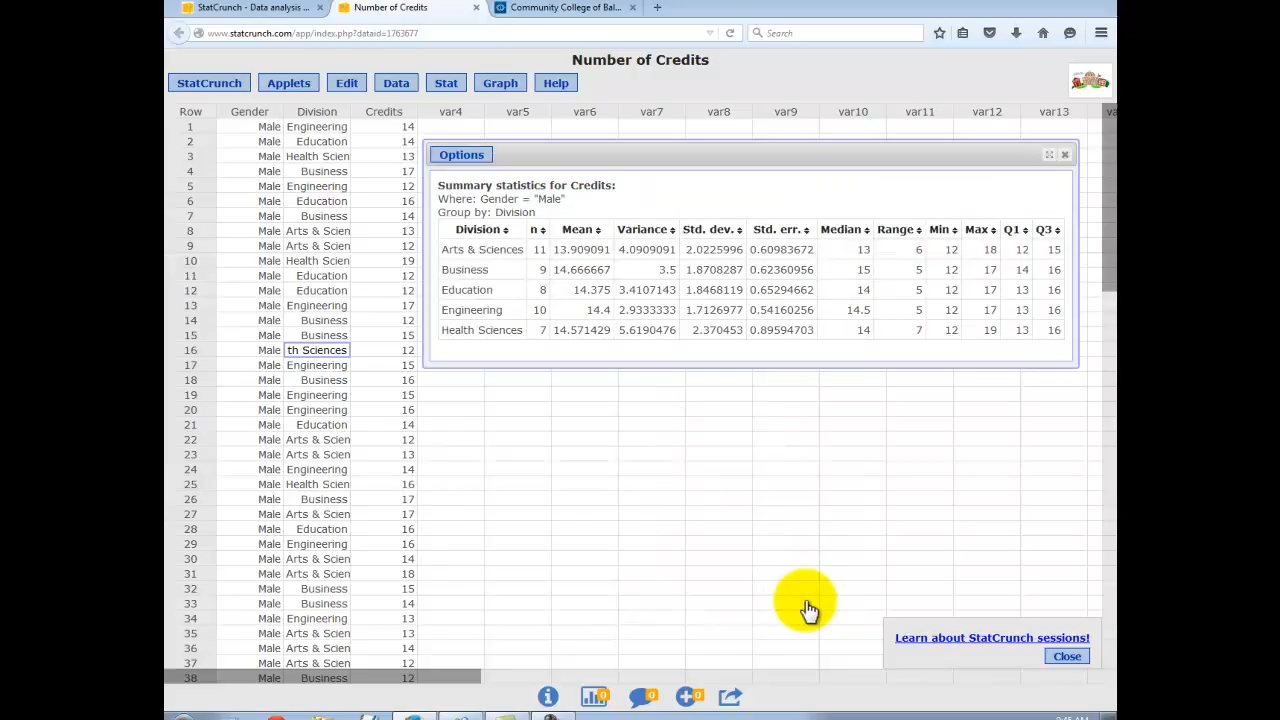 StatCrunch - Data analysis ...
Number of Credits
Community College of Bal...
www.statcrunch.com/app/index.php?dataid=1763677
Search
Number of Credits
StatCrunch Applets Edit Data Stat Graph Help
Row Gender Division Credits var4 var5 var6 var7 var8 var9 var10 var11 var12 var13 va
1 Male Engineering 14
2 Male Education 14
3 Male Health Scien 13
4 Male Business 17
5 Male Engineering 12
6 Male Education 16
7 Male Business 14
8 Male Arts & Scien 13
9 Male Arts & Scien 12
10 Male Health Scien 19
11 Male Education 12
12 Male Education 12
13 Male Engineering 17
14 Male Business 12
15 Male Business 15
16 Male th Sciences 12
17 Male Engineering 15
18 Male Business 16
19 Male Engineering 15
20 Male Engineering 16
21 Male Education 14
22 Male Arts & Scien 12
23 Male Arts & Scien 13
24 Male Engineering 14
25 Male Health Scien 16
26 Male Business 17
27 Male Arts & Scien 17
28 Male Education 16
29 Male Engineering 16
30 Male Arts & Scien 14
31 Male Arts & Scien 18
32 Male Business 15
33 Male Business 14
34 Male Engineering 13
35 Male Arts & Scien 13
36 Male Arts & Scien 14
37 Male Arts & Scien 12
38 Male Business 12
Options
Summary statistics for Credits:
Where: Gender = "Male"
Group by: Division
Division n Mean Variance Std. dev. Std. err. Median Range Min Max Q1 Q3
Arts & Sciences 11 13.909091 4.0909091 2.0225996 0.60983672 13 6 12 18 12 15
Business 9 14.666667 3.5 1.8708287 0.62360956 15 5 12 17 14 16
Education 8 14.375 3.4107143 1.8468119 0.65294662 14 5 12 17 13 16
Engineering 10 14.4 2.9333333 1.7126977 0.54160256 14.5 5 12 17 13 16
Health Sciences 7 14.571429 5.6190476 2.370453 0.89594703 14 7 12 19 13 16
Learn about StatCrunch sessions!
Close
0 0 0